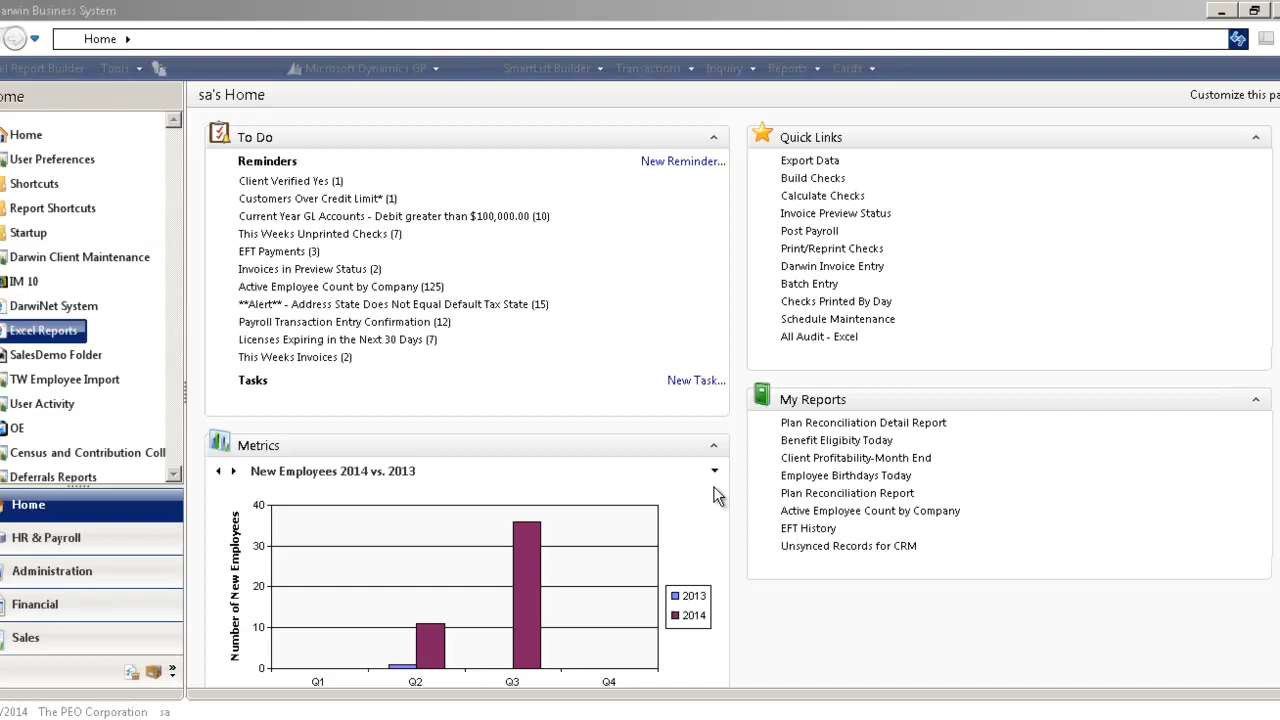 arwin Business System
Home
el Report Builder Tools Microsoft Dynamics GP SmartList Builder Transactions Inquiry Reports Cards
ome
sa's Home
Customize this pa
Home
User Preferences
Shortcuts
Report Shortcuts
Startup
Darwin Client Maintenance
IM 10
DarwiNet System
Excel Reports
SalesDemo Folder
TW Employee Import
User Activity
OE
Census and Contribution Coll
Deferrals Reports
Home
HR & Payroll
Administration
Financial
Sales
To Do
Reminders
New Reminder...
Client Verified Yes (1)
Customers Over Credit Limit* (1)
Current Year GL Accounts - Debit greater than $100,000.00 (10)
This Weeks Unprinted Checks (7)
EFT Payments (3)
Invoices in Preview Status (2)
Active Employee Count by Company (125)
**Alert** - Address State Does Not Equal Default Tax State (15)
Payroll Transaction Entry Confirmation (12)
Licenses Expiring in the Next 30 Days (7)
This Weeks Invoices (2)
Tasks
New Task...
Metrics
New Employees 2014 vs. 2013
Number of New Employees
40
30
20
10
0
Q1 Q2 Q3 Q4
2013
2014
Quick Links
Export Data
Build Checks
Calculate Checks
Invoice Preview Status
Post Payroll
Print/Reprint Checks
Darwin Invoice Entry
Batch Entry
Checks Printed By Day
Schedule Maintenance
All Audit - Excel
My Reports
Plan Reconciliation Detail Report
Benefit Eligibity Today
Client Profitability-Month End
Employee Birthdays Today
Plan Reconciliation Report
Active Employee Count by Company
EFT History
Unsynced Records for CRM
/2014 The PEO Corporation sa